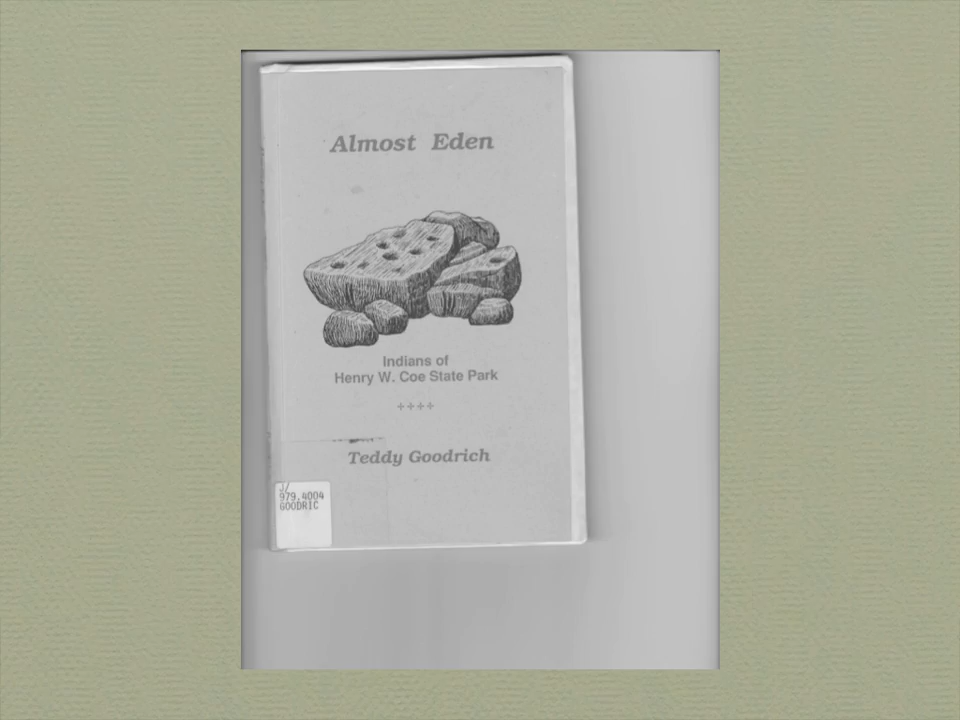 Almost Eden
Indians of
Henry W. Coe State Park
++++
Teddy Goodrich
J/
979.4004
GOODRIC